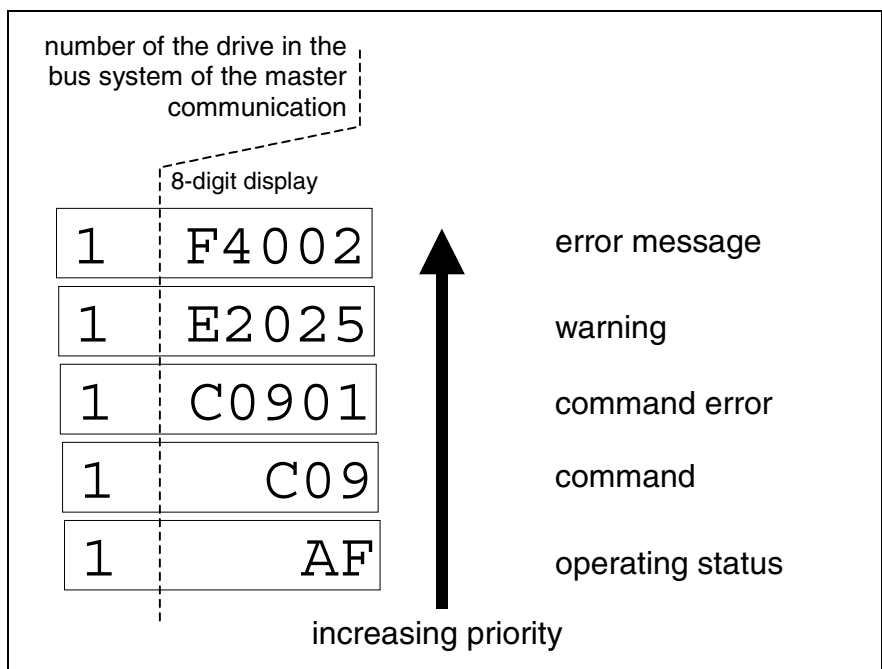 number of the drive in the
bus system of the master
communication
8-digit display
1 F4002 error message
1 E2025 warning
1 C0901 command error
1 C09 command
1 AF operating status
increasing priority